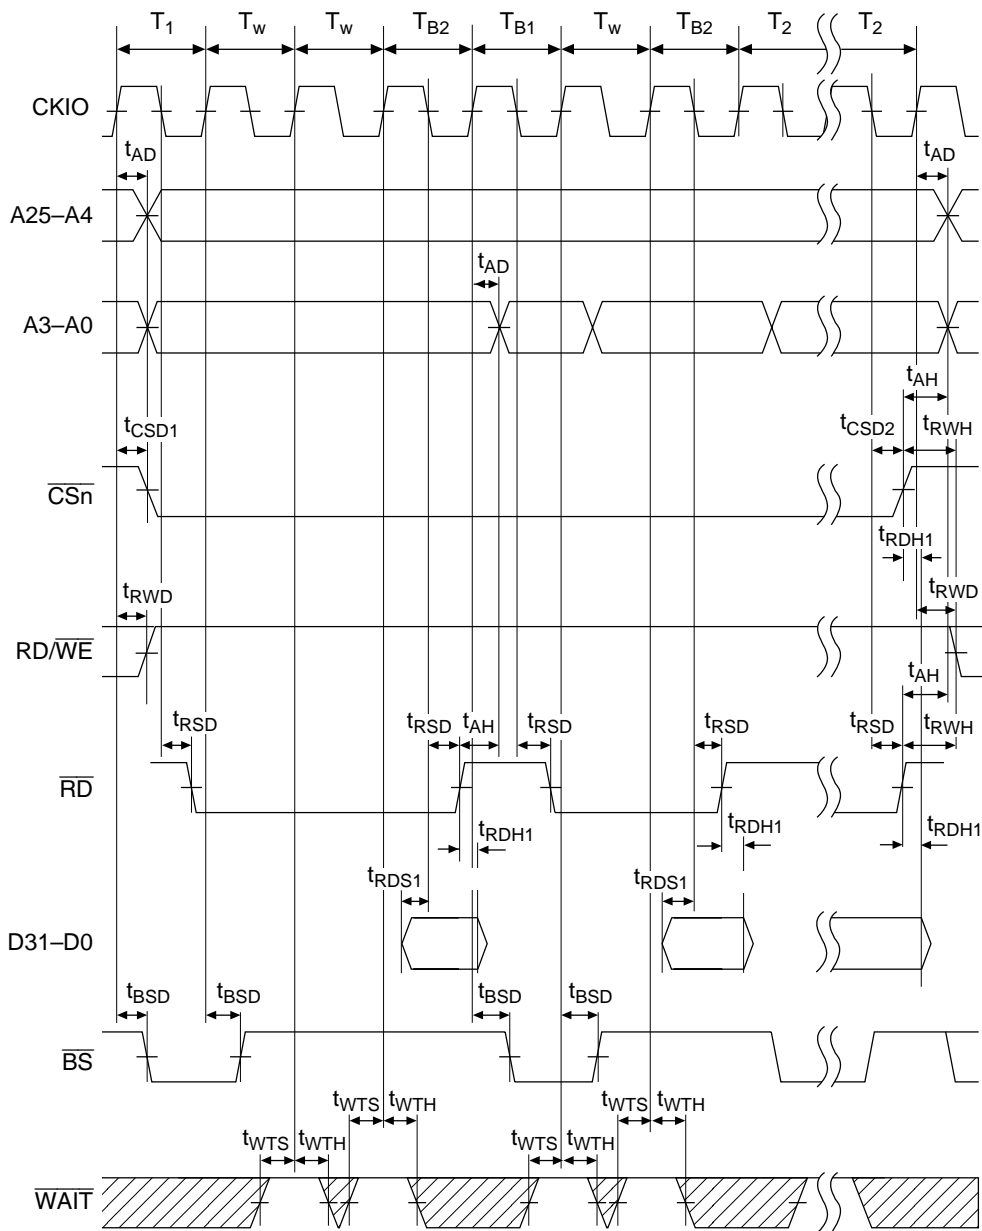 T1 Tw Tw TB2 TB1 Tw TB2 T2 T2
CKIO
tAD tAD
A25–A4
tAD
A3–A0
tAH
tCSD1 tCSD2 tRWH
CSn
tRDH1
tRWD tRWD
RD/WE
tAH
tRSD tRSD tAH tRSD tRSD tRSD tRWH
RD
tRDH1 tRDH1 tRDH1
tRDS1 tRDS1
D31–D0
tBSD tBSD tBSD tBSD
BS
tWTS tWTH tWTS tWTH
tWTS tWTH tWTS tWTH
WAIT